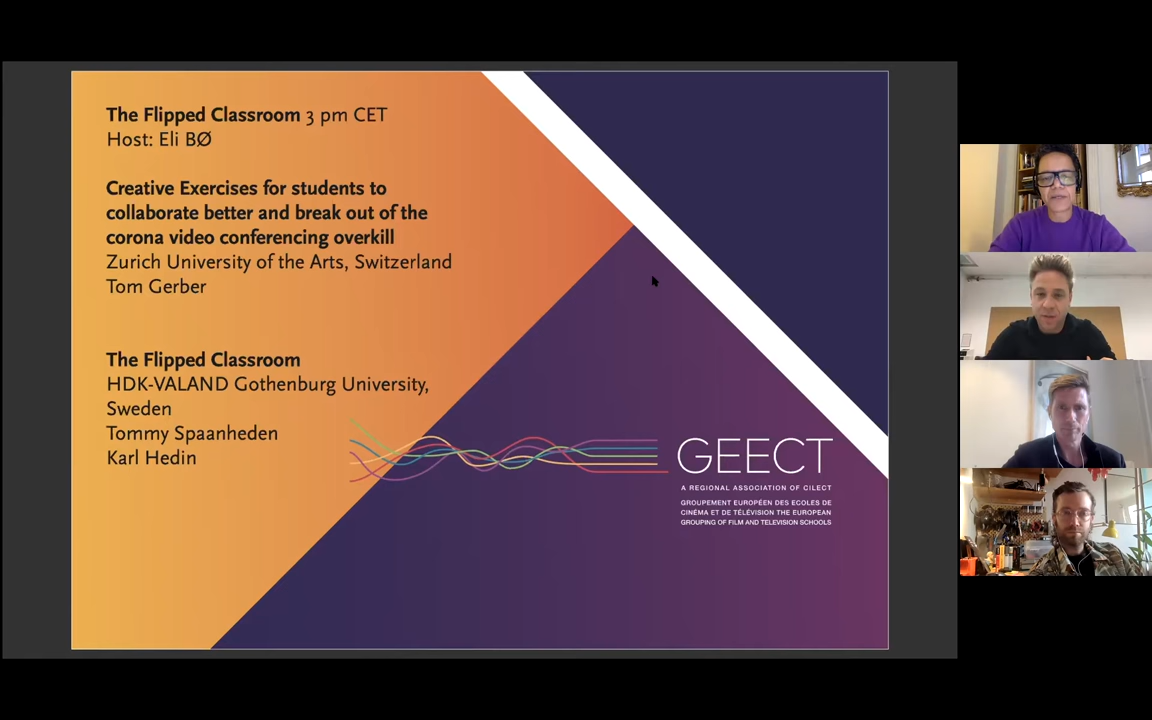 The Flipped Classroom 3 pm CET
Host: Eli BØ
Creative Exercises for students to
collaborate better and break out of the
corona video conferencing overkill
Zurich University of the Arts, Switzerland
Tom Gerber
The Flipped Classroom
HDK-VALAND Gothenburg University,
Sweden
Tommy Spaanheden
Karl Hedin
GEECT
A REGIONAL ASSOCIATION OF CILECT
GROUPEMENT EUROPÉEN DES ECOLES DE
CINÉMA ET DE TÉLÉVISION THE EUROPEAN
GROUPING OF FILM AND TELEVISION SCHOOLS